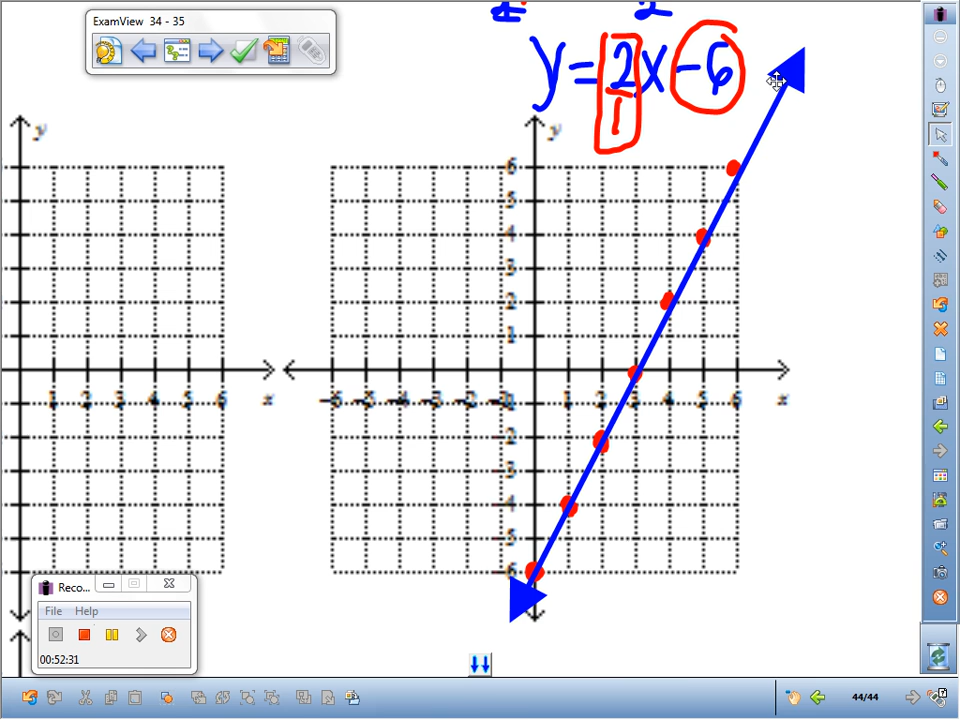 ExamView 34 - 35
2
y = 2x - 6
1
y
y
6
5
4
3
2
1
1 2 3 4 5 6 x
-6 -5 -4 -3 -2 1 2 3 4 5 6 x
-2
-3
-4
-5
-6
Reco...
File Help
00:52:31
44/44